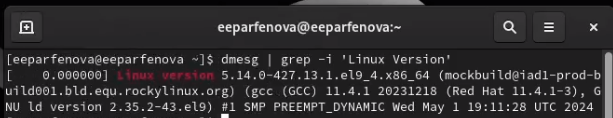 eeparfenova@eeparfenova:~
[eeparfenova@eeparfenova ~]$ dmesg | grep -i 'Linux Version'
[    0.000000] Linux version 5.14.0-427.13.1.el9_4.x86_64 (mockbuild@iad1-prod-b
uild001.bld.equ.rockylinux.org) (gcc (GCC) 11.4.1 20231218 (Red Hat 11.4.1-3), G
NU ld version 2.35.2-43.el9) #1 SMP PREEMPT_DYNAMIC Wed May 1 19:11:28 UTC 2024